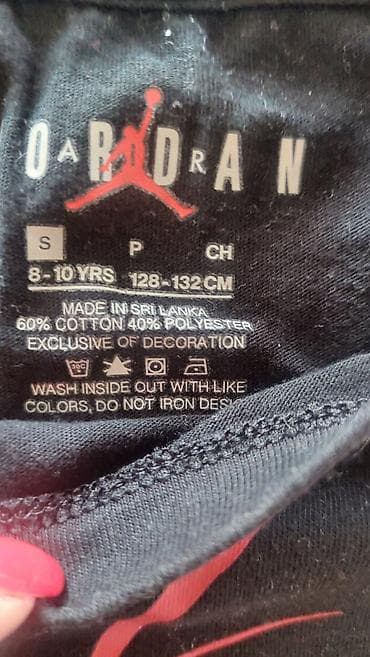 JORDAN
S P CH
8-10 YRS 128-132 CM
MADE IN SRI LANKA
60% COTTON 40% POLYESTER
EXCLUSIVE OF DECORATION
30C
WASH INSIDE OUT WITH LIKE
COLORS, DO NOT IRON